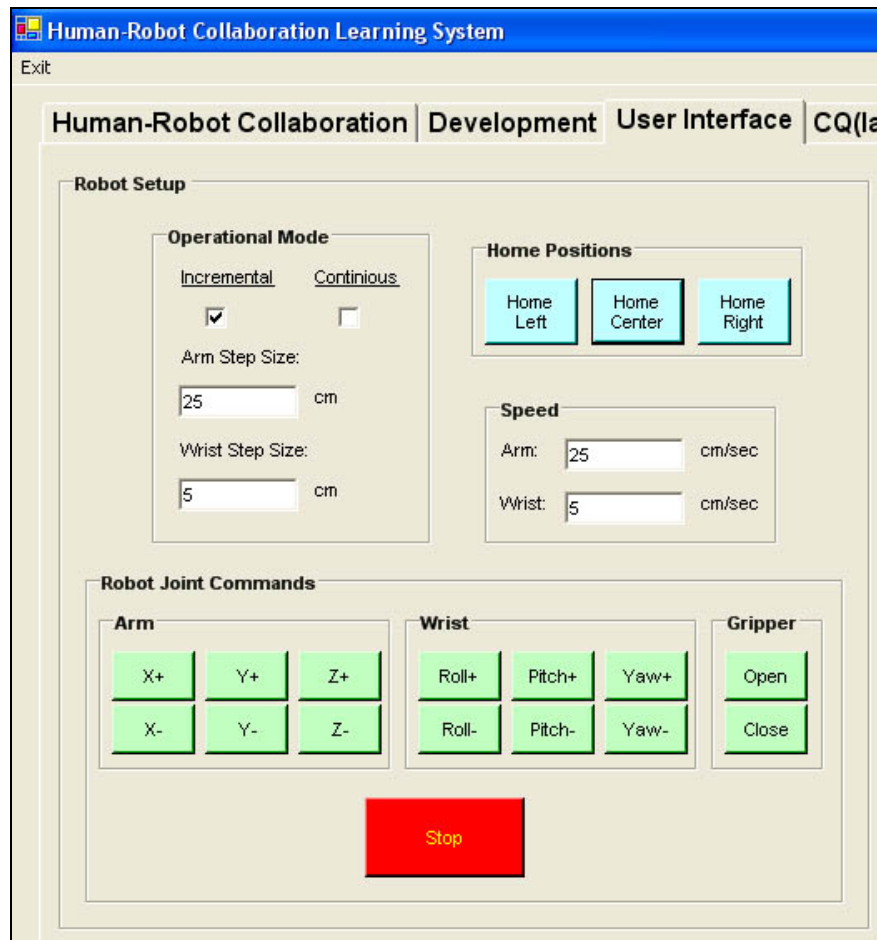 Human-Robot Collaboration Learning System
Exit
Human-Robot Collaboration Development User Interface CQ(la
Robot Setup
Operational Mode
Incremental Continious
Arm Step Size:
25 cm
Wrist Step Size:
5 cm
Home Positions
Home Left
Home Center
Home Right
Speed
Arm: 25 cm/sec
Wrist: 5 cm/sec
Robot Joint Commands
Arm
X+ Y+ Z+
X- Y- Z-
Wrist
Roll+ Pitch+ Yaw+
Roll- Pitch- Yaw-
Gripper
Open
Close
Stop